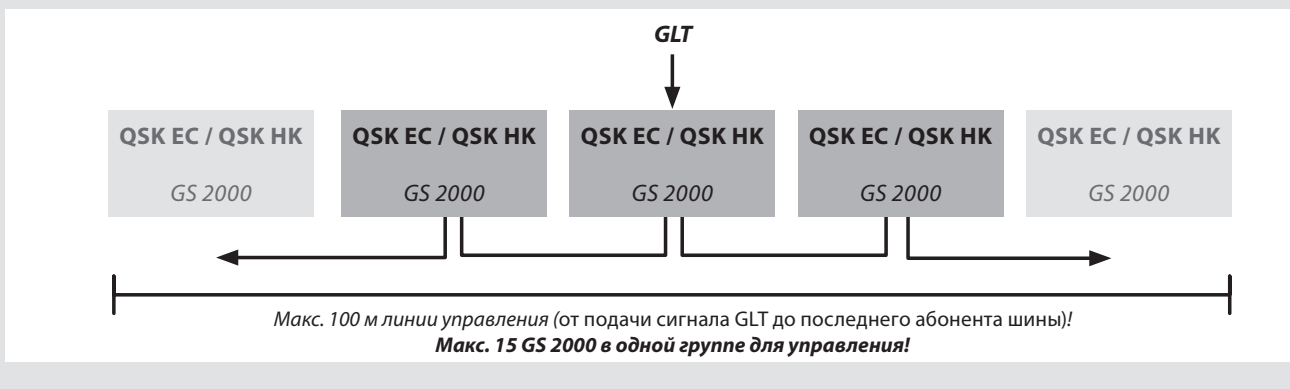 GLT
QSK EC / QSK HK QSK EC / QSK HK QSK EC / QSK HK QSK EC / QSK HK QSK EC / QSK HK
GS 2000 GS 2000 GS 2000 GS 2000 GS 2000
Макс. 100 м линии управления (от подачи сигнала GLT до последнего абонента шины)!
Макс. 15 GS 2000 в одной группе для управления!